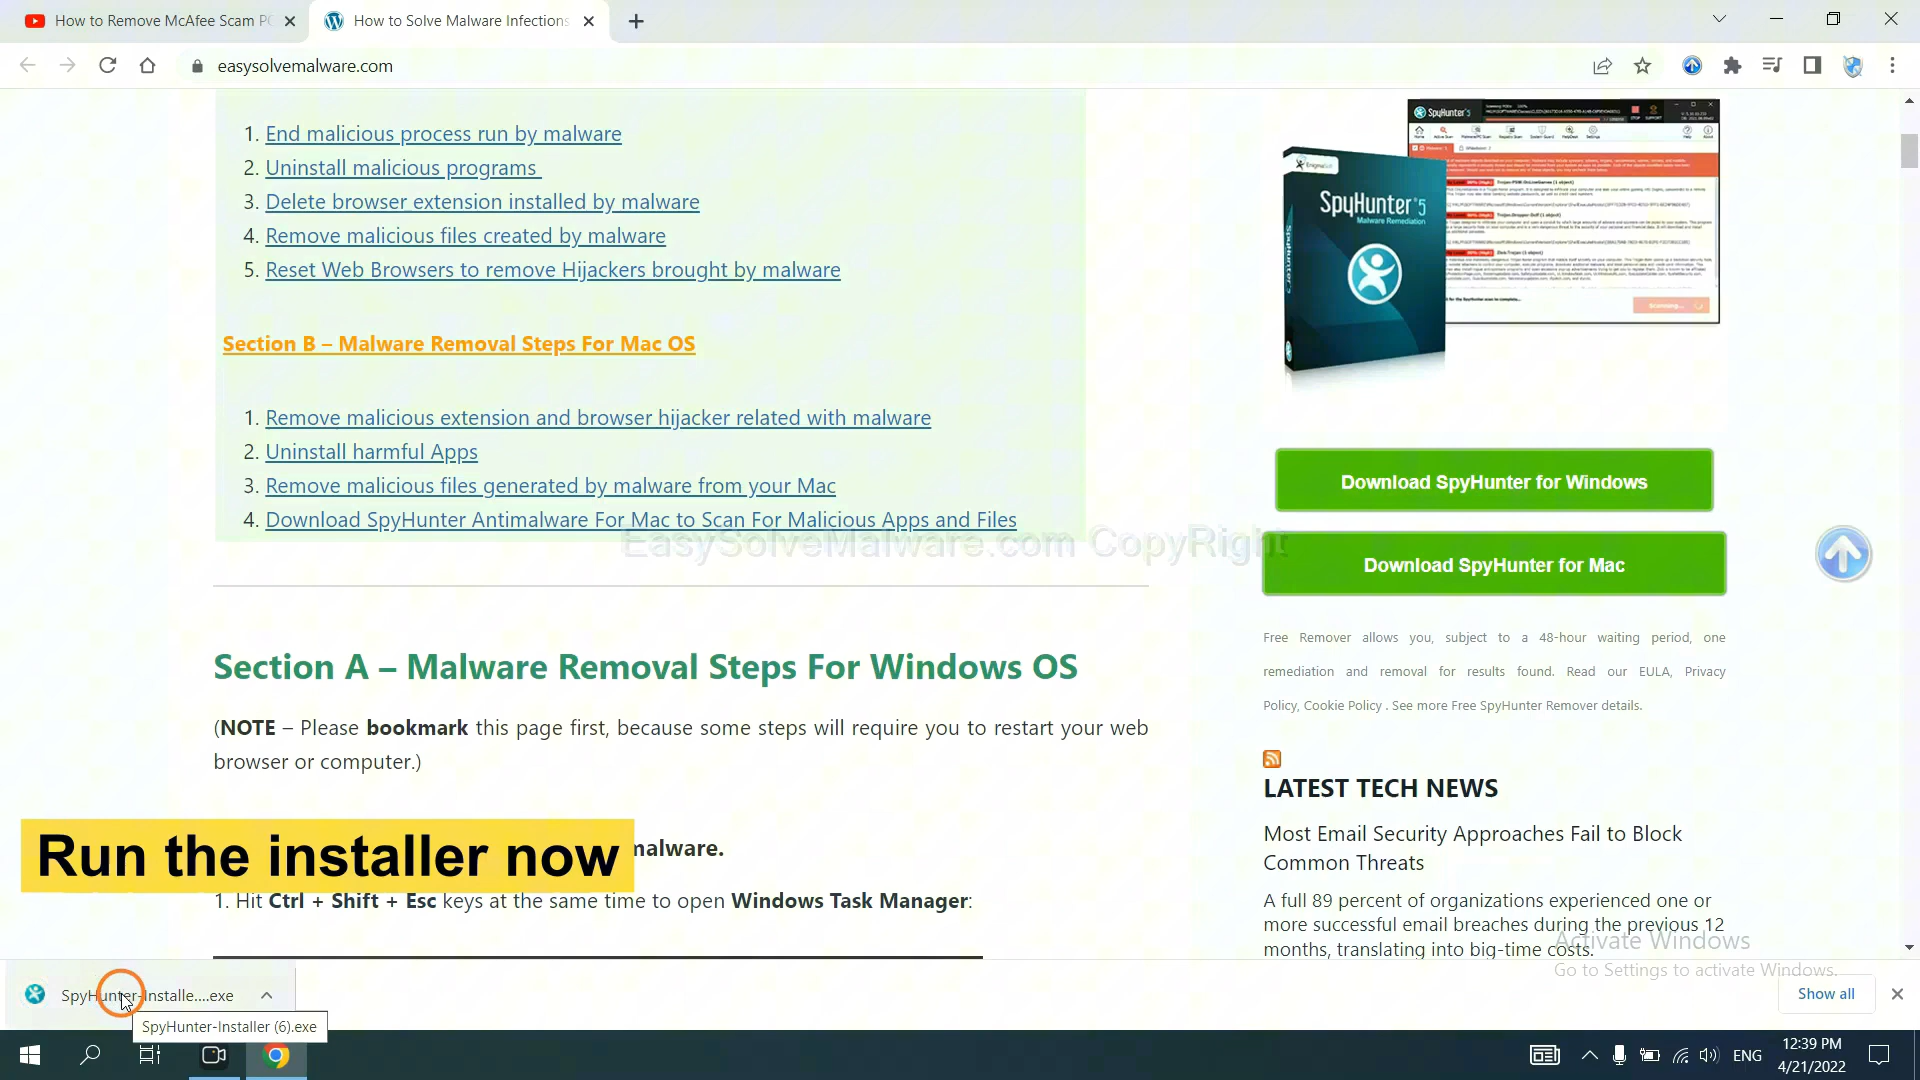 How to Remove McAfee Scam P
How to Solve Malware Infections
easysolvemalware.com
1. End malicious process run by malware
2. Uninstall malicious programs
3. Delete browser extension installed by malware
4. Remove malicious files created by malware
5. Reset Web Browsers to remove Hijackers brought by malware
Section B – Malware Removal Steps For Mac OS
1. Remove malicious extension and browser hijacker related with malware
2. Uninstall harmful Apps
3. Remove malicious files generated by malware from your Mac
4. Download SpyHunter Antimalware For Mac to Scan For Malicious Apps and Files
EasySolveMalware.com CopyRight
Section A – Malware Removal Steps For Windows OS
(NOTE – Please bookmark this page first, because some steps will require you to restart your web
browser or computer.)
Run the installer now
malware.
1. Hit Ctrl + Shift + Esc keys at the same time to open Windows Task Manager:
SpyHunter 5
EnigmaSoft
SpyHunter 5
Malware Remediation
SpyHunter 5
Download SpyHunter for Windows
Download SpyHunter for Mac
Free Remover allows you, subject to a 48-hour waiting period, one
remediation and removal for results found. Read our EULA, Privacy
Policy, Cookie Policy . See more Free SpyHunter Remover details.
LATEST TECH NEWS
Most Email Security Approaches Fail to Block
Common Threats
A full 89 percent of organizations experienced one or
more successful email breaches during the previous 12
months, translating into big-time costs.
Activate Windows
Go to Settings to activate Windows.
SpyHunter-Installe....exe
SpyHunter-Installer (6).exe
Show all
ENG
12:39 PM
4/21/2022